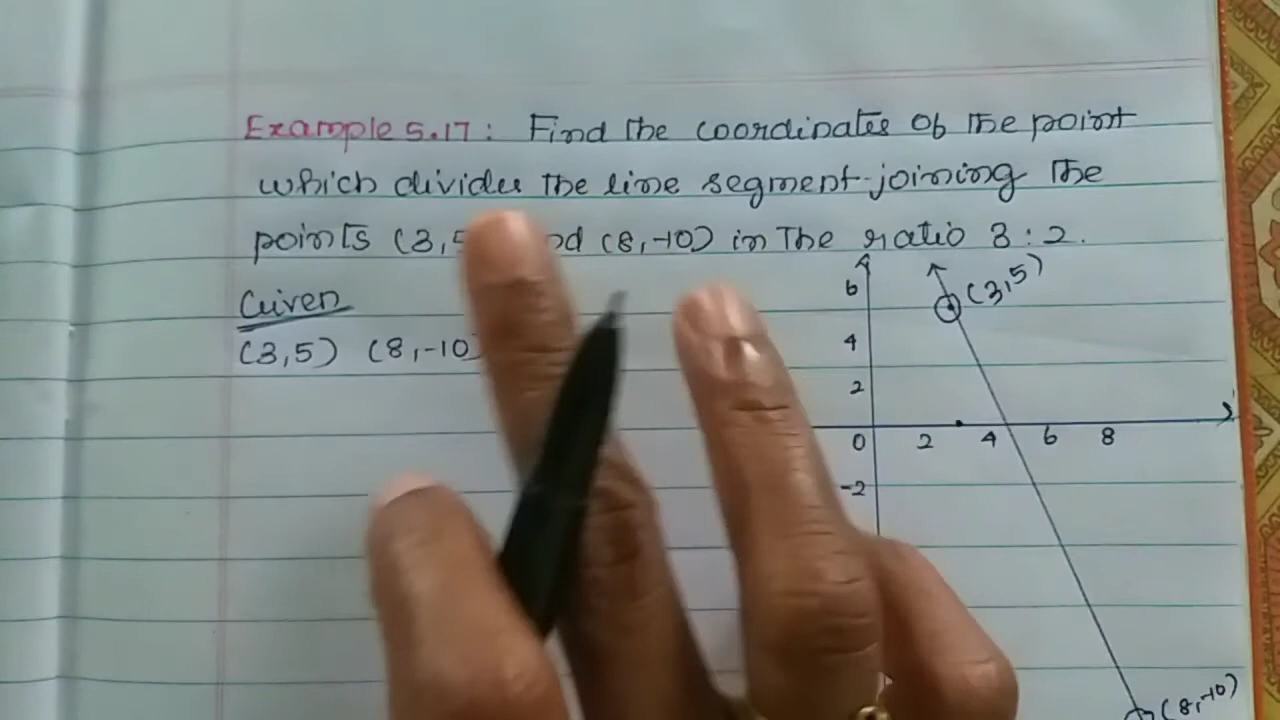 Example 5.17: Find the coordinates of the point
which divides the line segment joining the
points (3,5 nd (8,-10) in the ratio 3:2.
Given
(3,5) (8,-10)
6
(3,5)
4
2
0 2 4 6 8
-2
(8,-10)